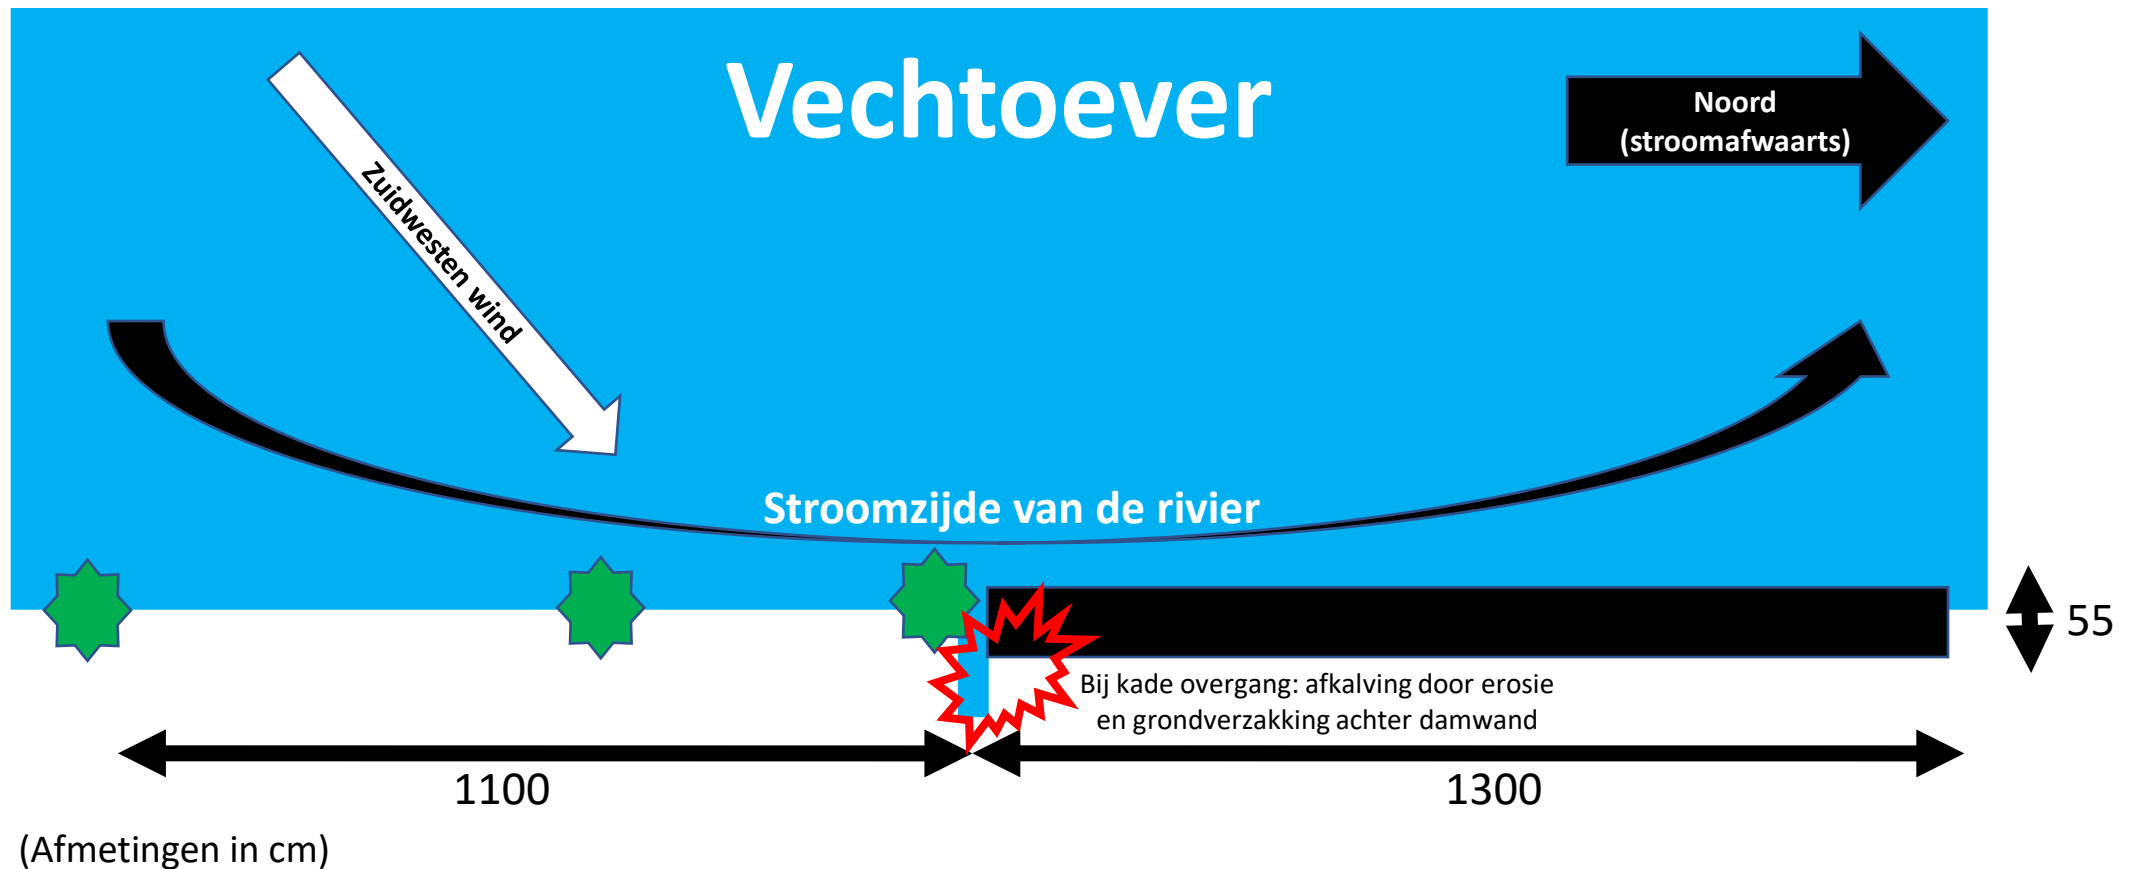 Vechtoever
Noord
(stroomafwaarts)
Zuidwesten wind
Stroomzijde van de rivier
55
Bij kade overgang: afkalving door erosie
en grondverzakking achter damwand
1100
1300
(Afmetingen in cm)